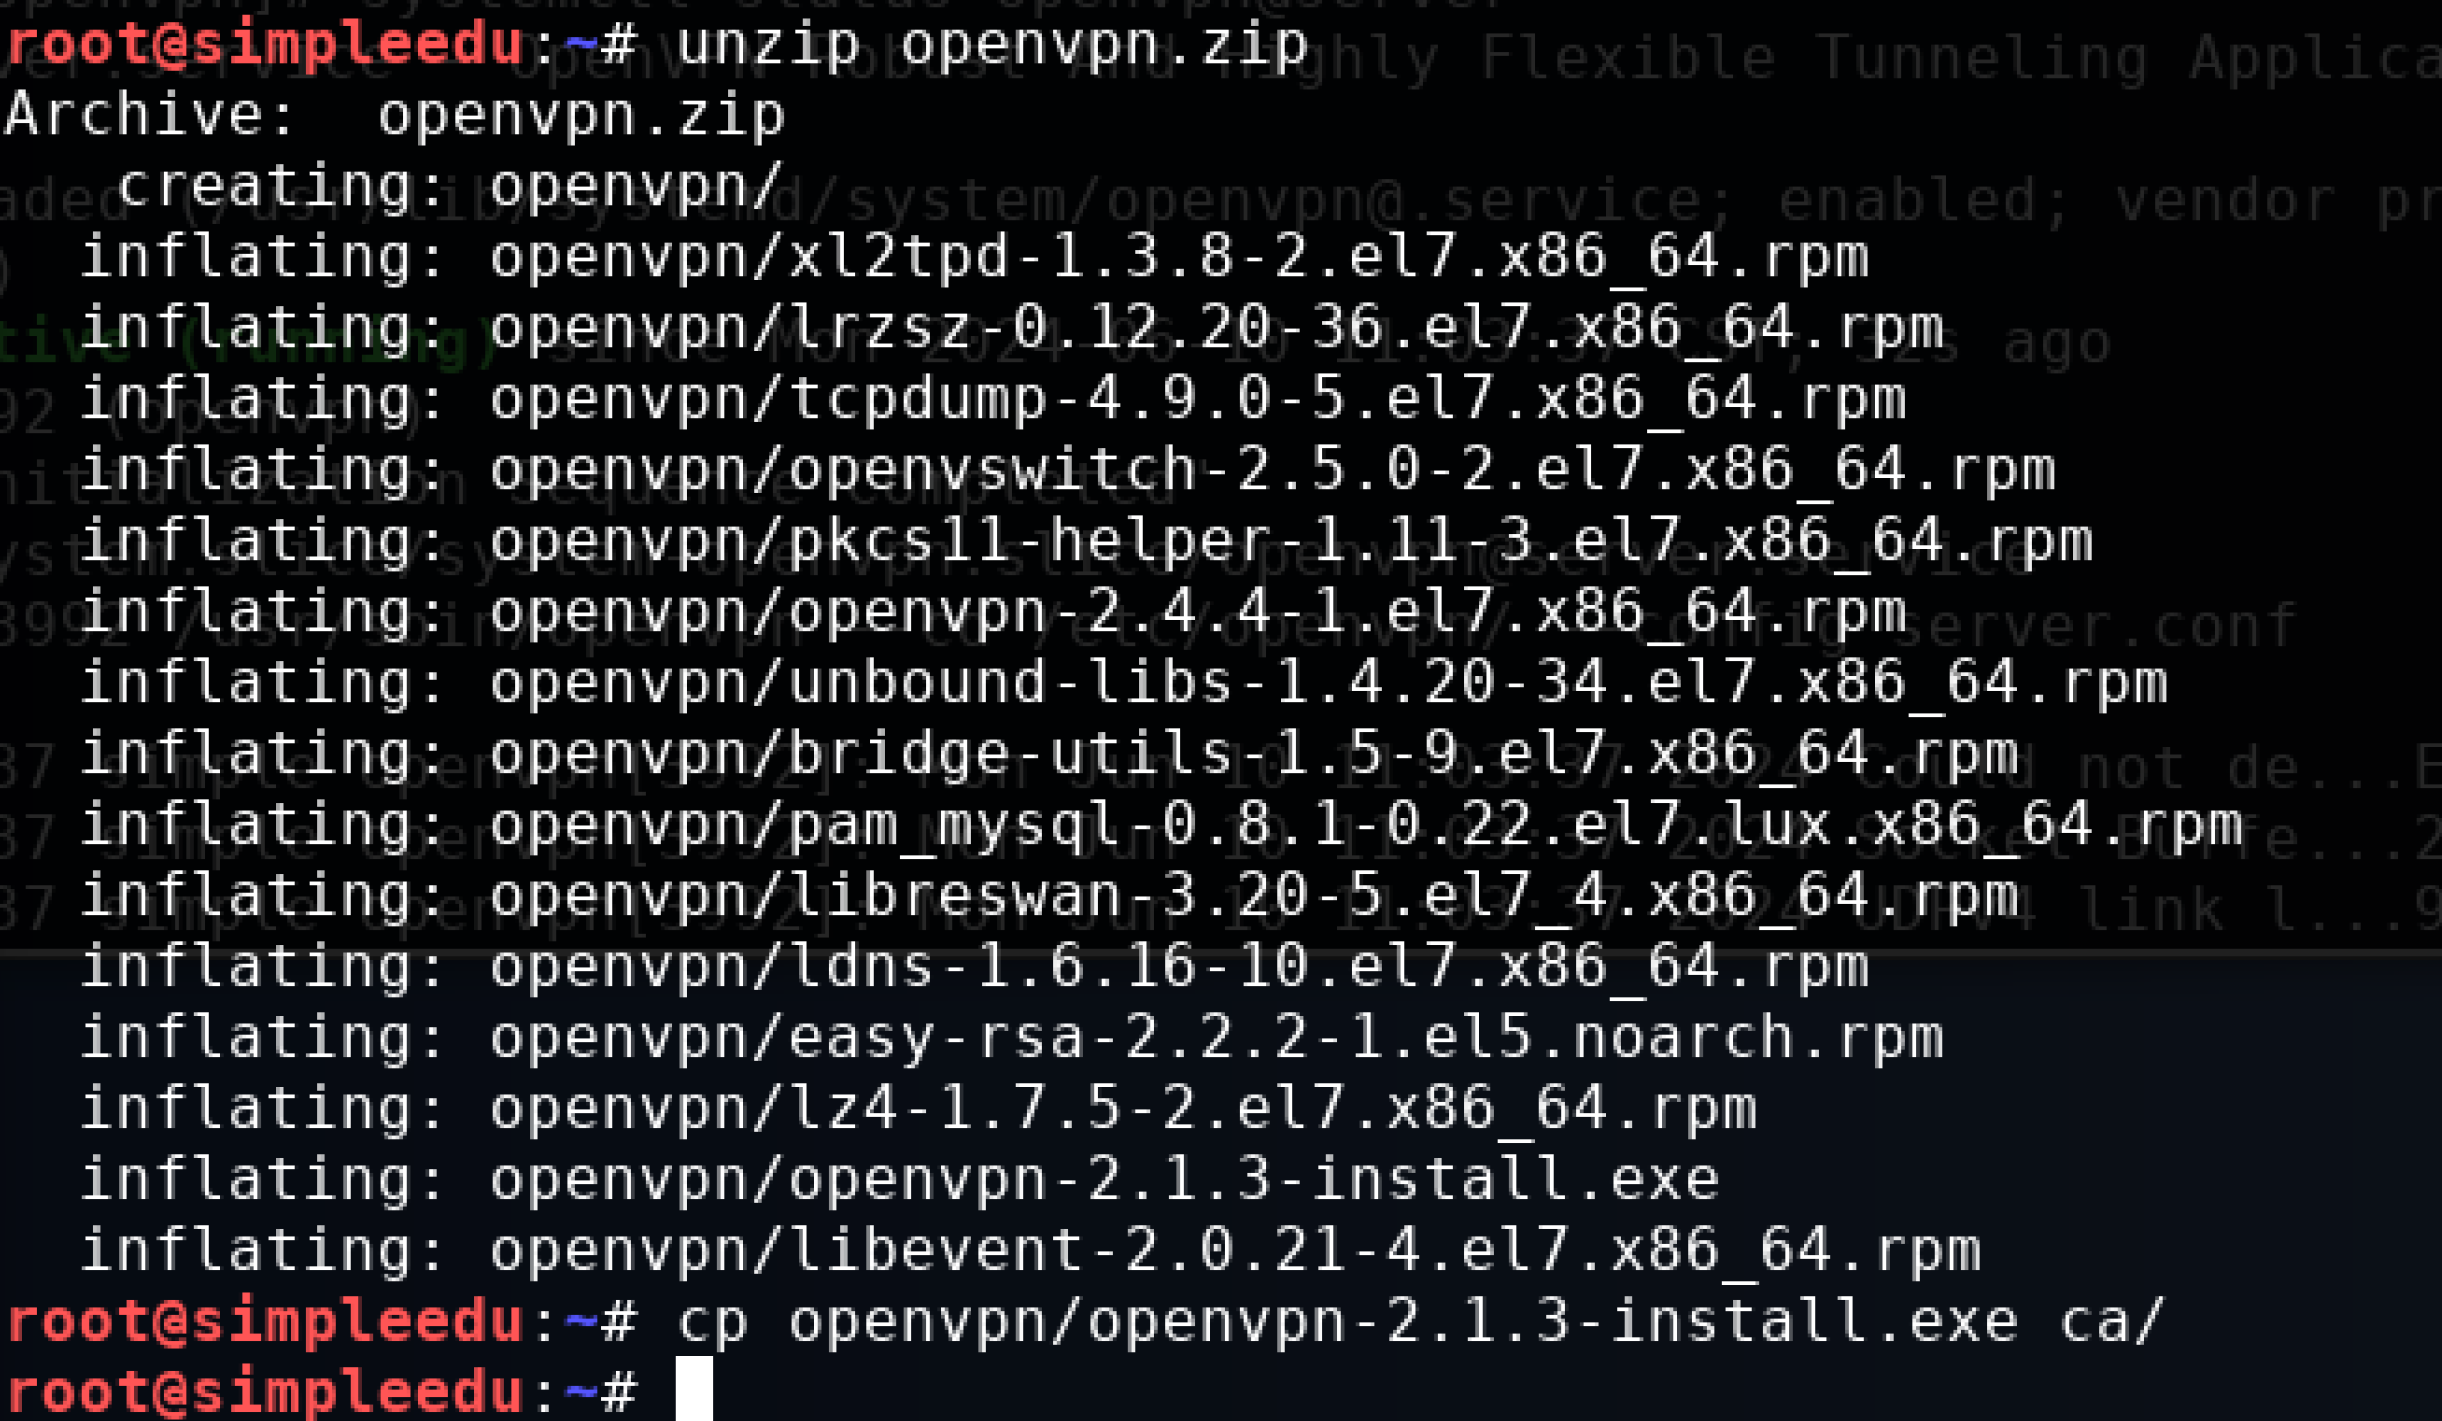 root@simpleedu:~# unzip openvpn.zip
Archive:  openvpn.zip
   creating: openvpn/
  inflating: openvpn/xl2tpd-1.3.8-2.el7.x86_64.rpm
  inflating: openvpn/lrzsz-0.12.20-36.el7.x86_64.rpm
  inflating: openvpn/tcpdump-4.9.0-5.el7.x86_64.rpm
  inflating: openvpn/openvswitch-2.5.0-2.el7.x86_64.rpm
  inflating: openvpn/pkcs11-helper-1.11-3.el7.x86_64.rpm
  inflating: openvpn/openvpn-2.4.4-1.el7.x86_64.rpm
  inflating: openvpn/unbound-libs-1.4.20-34.el7.x86_64.rpm
  inflating: openvpn/bridge-utils-1.5-9.el7.x86_64.rpm
  inflating: openvpn/pam_mysql-0.8.1-0.22.el7.lux.x86_64.rpm
  inflating: openvpn/libreswan-3.20-5.el7_4.x86_64.rpm
  inflating: openvpn/ldns-1.6.16-10.el7.x86_64.rpm
  inflating: openvpn/easy-rsa-2.2.2-1.el5.noarch.rpm
  inflating: openvpn/lz4-1.7.5-2.el7.x86_64.rpm
  inflating: openvpn/openvpn-2.1.3-install.exe
  inflating: openvpn/libevent-2.0.21-4.el7.x86_64.rpm
root@simpleedu:~# cp openvpn/openvpn-2.1.3-install.exe ca/
root@simpleedu:~#